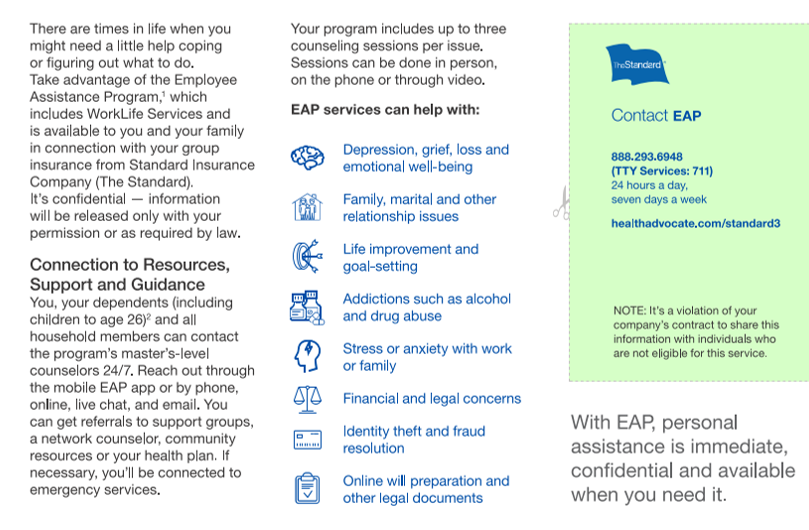 There are times in life when you
might need a little help coping
or figuring out what to do.
Take advantage of the Employee
Assistance Program,¹ which
includes WorkLife Services and
is available to you and your family
in connection with your group
insurance from Standard Insurance
Company (The Standard).
It's confidential — information
will be released only with your
permission or as required by law.
Connection to Resources,
Support and Guidance
You, your dependents (including
children to age 26)² and all
household members can contact
the program's master's-level
counselors 24/7. Reach out through
the mobile EAP app or by phone,
online, live chat, and email. You
can get referrals to support groups,
a network counselor, community
resources or your health plan. If
necessary, you'll be connected to
emergency services.
Your program includes up to three
counseling sessions per issue.
Sessions can be done in person,
on the phone or through video.
EAP services can help with:
Depression, grief, loss and
emotional well-being
Family, marital and other
relationship issues
Life improvement and
goal-setting
Addictions such as alcohol
and drug abuse
Stress or anxiety with work
or family
Financial and legal concerns
Identity theft and fraud
resolution
Online will preparation and
other legal documents
TheStandard
Contact EAP
888.293.6948
(TTY Services: 711)
24 hours a day,
seven days a week
healthadvocate.com/standard3
NOTE: It's a violation of your
company's contract to share this
information with individuals who
are not eligible for this service.
With EAP, personal
assistance is immediate,
confidential and available
when you need it.